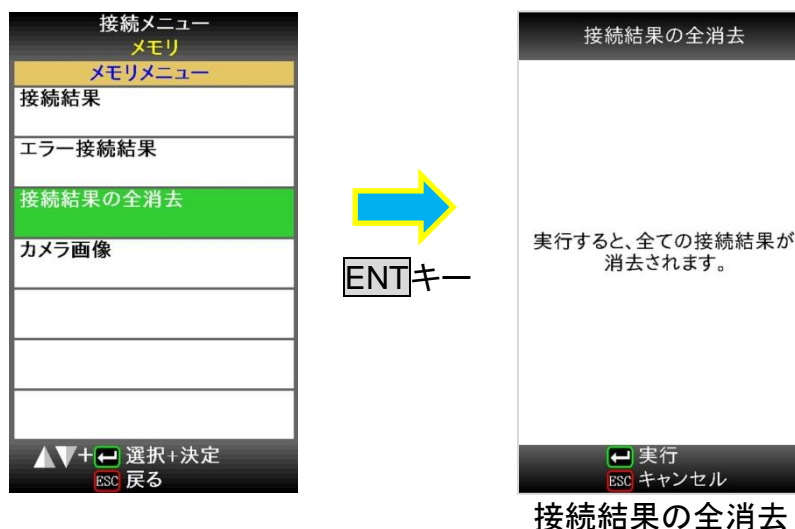 接続メニュー
メモリ
メモリメニュー
接続結果
エラー接続結果
接続結果の全消去
カメラ画像
▲▼+↵ 選択+決定
ESC 戻る
ENTキー
接続結果の全消去
実行すると、全ての接続結果が
消去されます。
↵ 実行
ESC キャンセル
接続結果の全消去